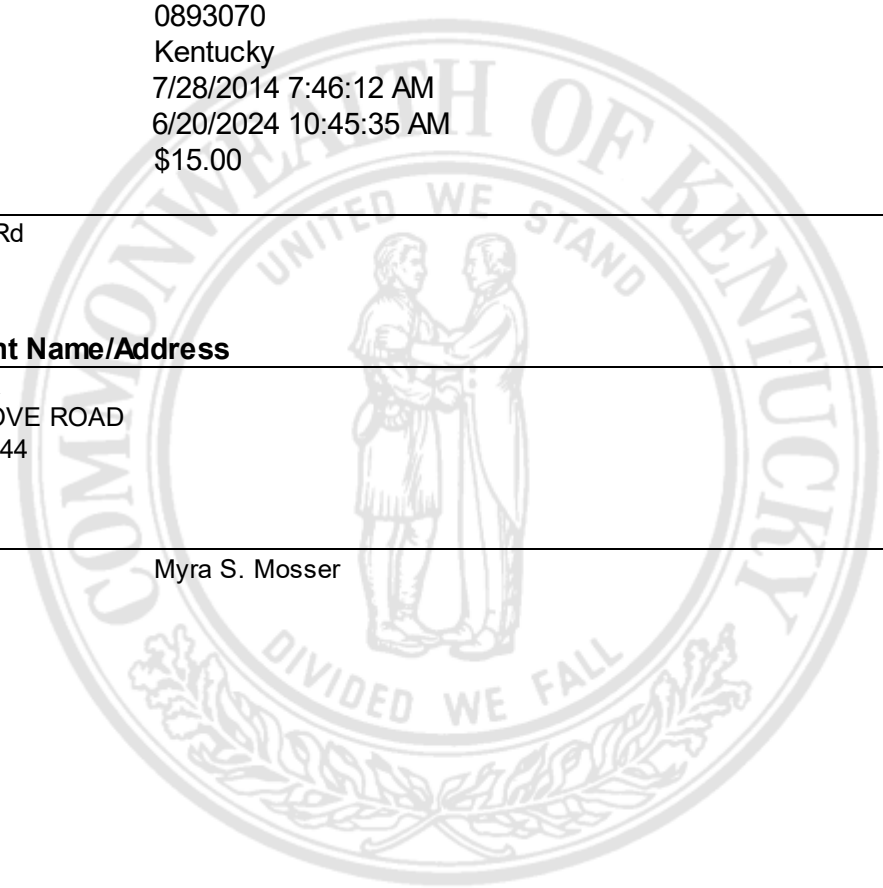 0893070
Kentucky
7/28/2014 7:46:12 AM
6/20/2024 10:45:35 AM
$15.00
Rd
nt Name/Address
OVE ROAD
44
Myra S. Mosser
COMMONWEALTH OF KENTUCKY
UNITED WE STAND
DIVIDED WE FALL